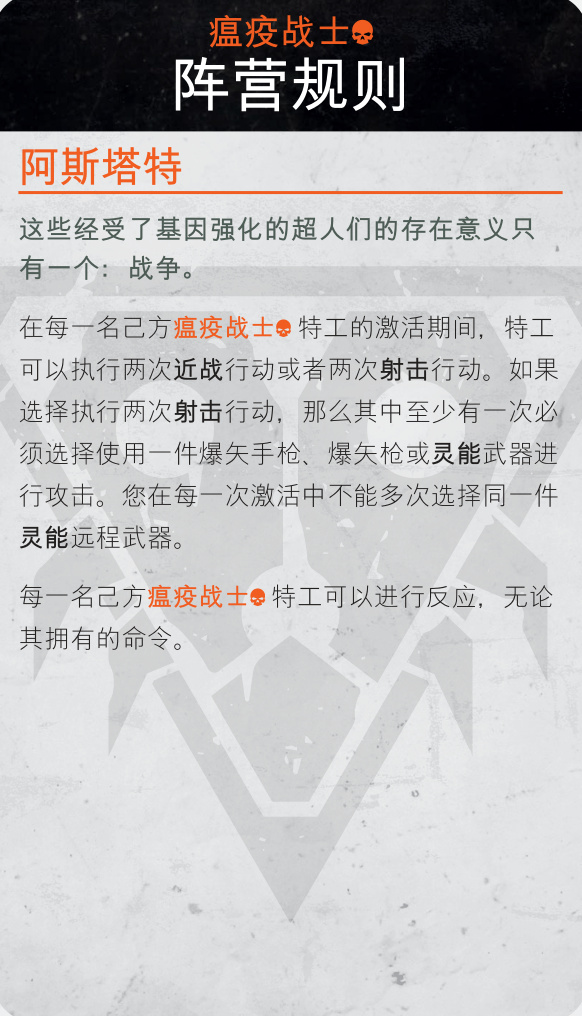 瘟疫战士
阵营规则
阿斯塔特
这些经受了基因强化的超人们的存在意义只
有一个：战争。
在每一名己方瘟疫战士特工的激活期间，特工
可以执行两次近战行动或者两次射击行动。如果
选择执行两次射击行动，那么其中至少有一次必
须选择使用一件爆矢手枪、爆矢枪或灵能武器进
行攻击。您在每一次激活中不能多次选择同一件
灵能远程武器。
每一名己方瘟疫战士特工可以进行反应，无论
其拥有的命令。